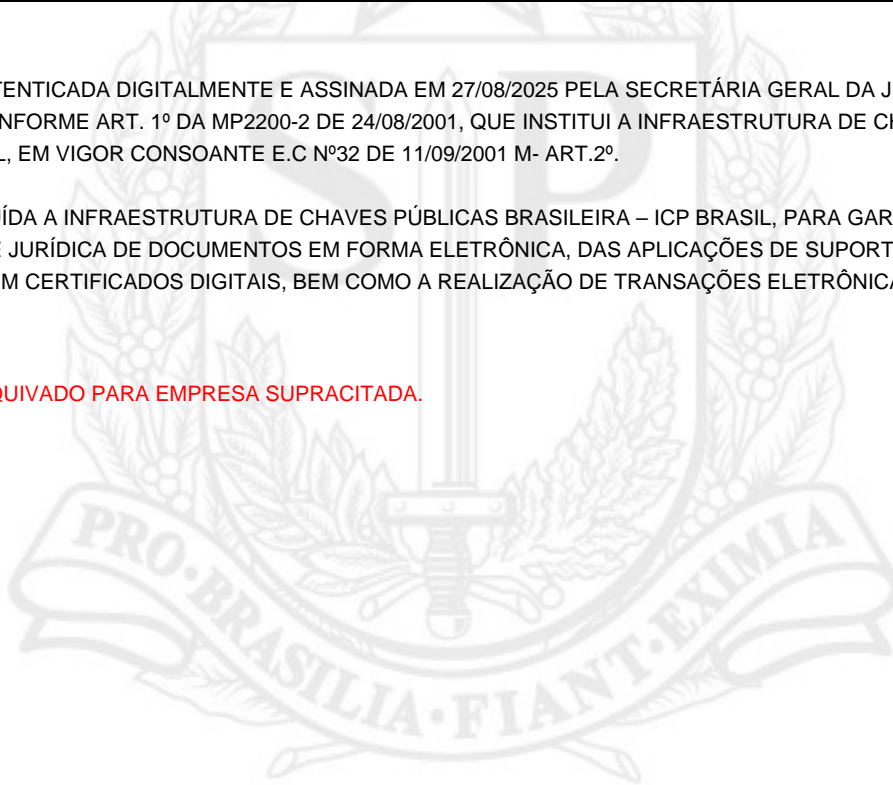 SP
TENTICADA DIGITALMENTE E ASSINADA EM 27/08/2025 PELA SECRETÁRIA GERAL DA J
NFORME ART. 1º DA MP2200-2 DE 24/08/2001, QUE INSTITUI A INFRAESTRUTURA DE CH
L, EM VIGOR CONSOANTE E.C Nº32 DE 11/09/2001 M- ART.2º.
UÍDA A INFRAESTRUTURA DE CHAVES PÚBLICAS BRASILEIRA – ICP BRASIL, PARA GAR
E JURÍDICA DE DOCUMENTOS EM FORMA ELETRÔNICA, DAS APLICAÇÕES DE SUPORT
EM CERTIFICADOS DIGITAIS, BEM COMO A REALIZAÇÃO DE TRANSAÇÕES ELETRÔNICA
QUIVADO PARA EMPRESA SUPRACITADA.
PRO·BRASILIA·FIANT·EXIMIA